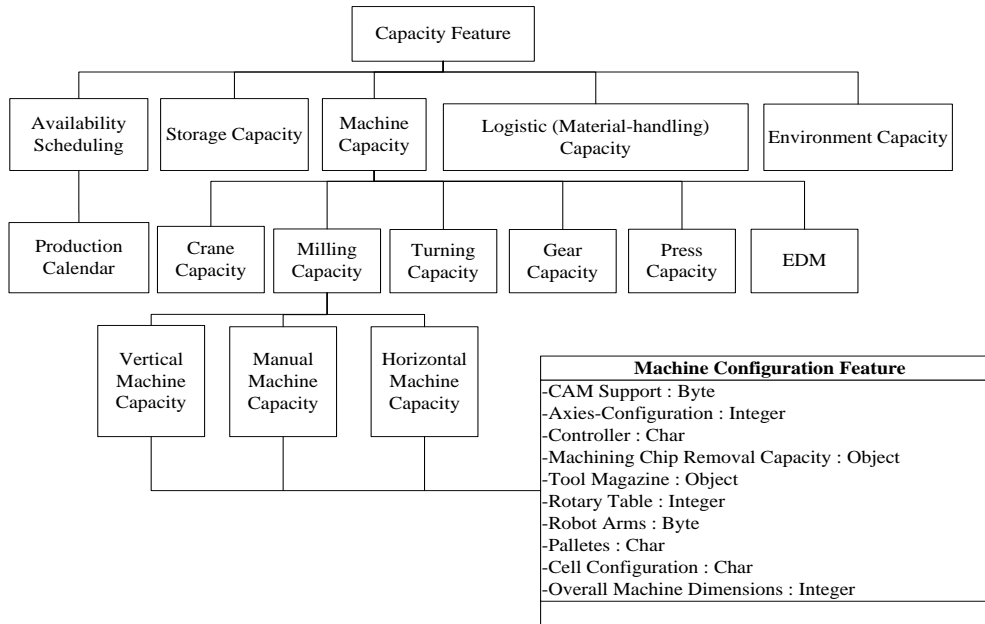 Capacity Feature
Availability
Scheduling
Storage Capacity
Machine
Capacity
Logistic (Material-handling)
Capacity
Environment Capacity
Production
Calendar
Crane
Capacity
Milling
Capacity
Turning
Capacity
Gear
Capacity
Press
Capacity
EDM
Vertical
Machine
Capacity
Manual
Machine
Capacity
Horizontal
Machine
Capacity
Machine Configuration Feature
-CAM Support : Byte
-Axies-Configuration : Integer
-Controller : Char
-Machining Chip Removal Capacity : Object
-Tool Magazine : Object
-Rotary Table : Integer
-Robot Arms : Byte
-Palletes : Char
-Cell Configuration : Char
-Overall Machine Dimensions : Integer